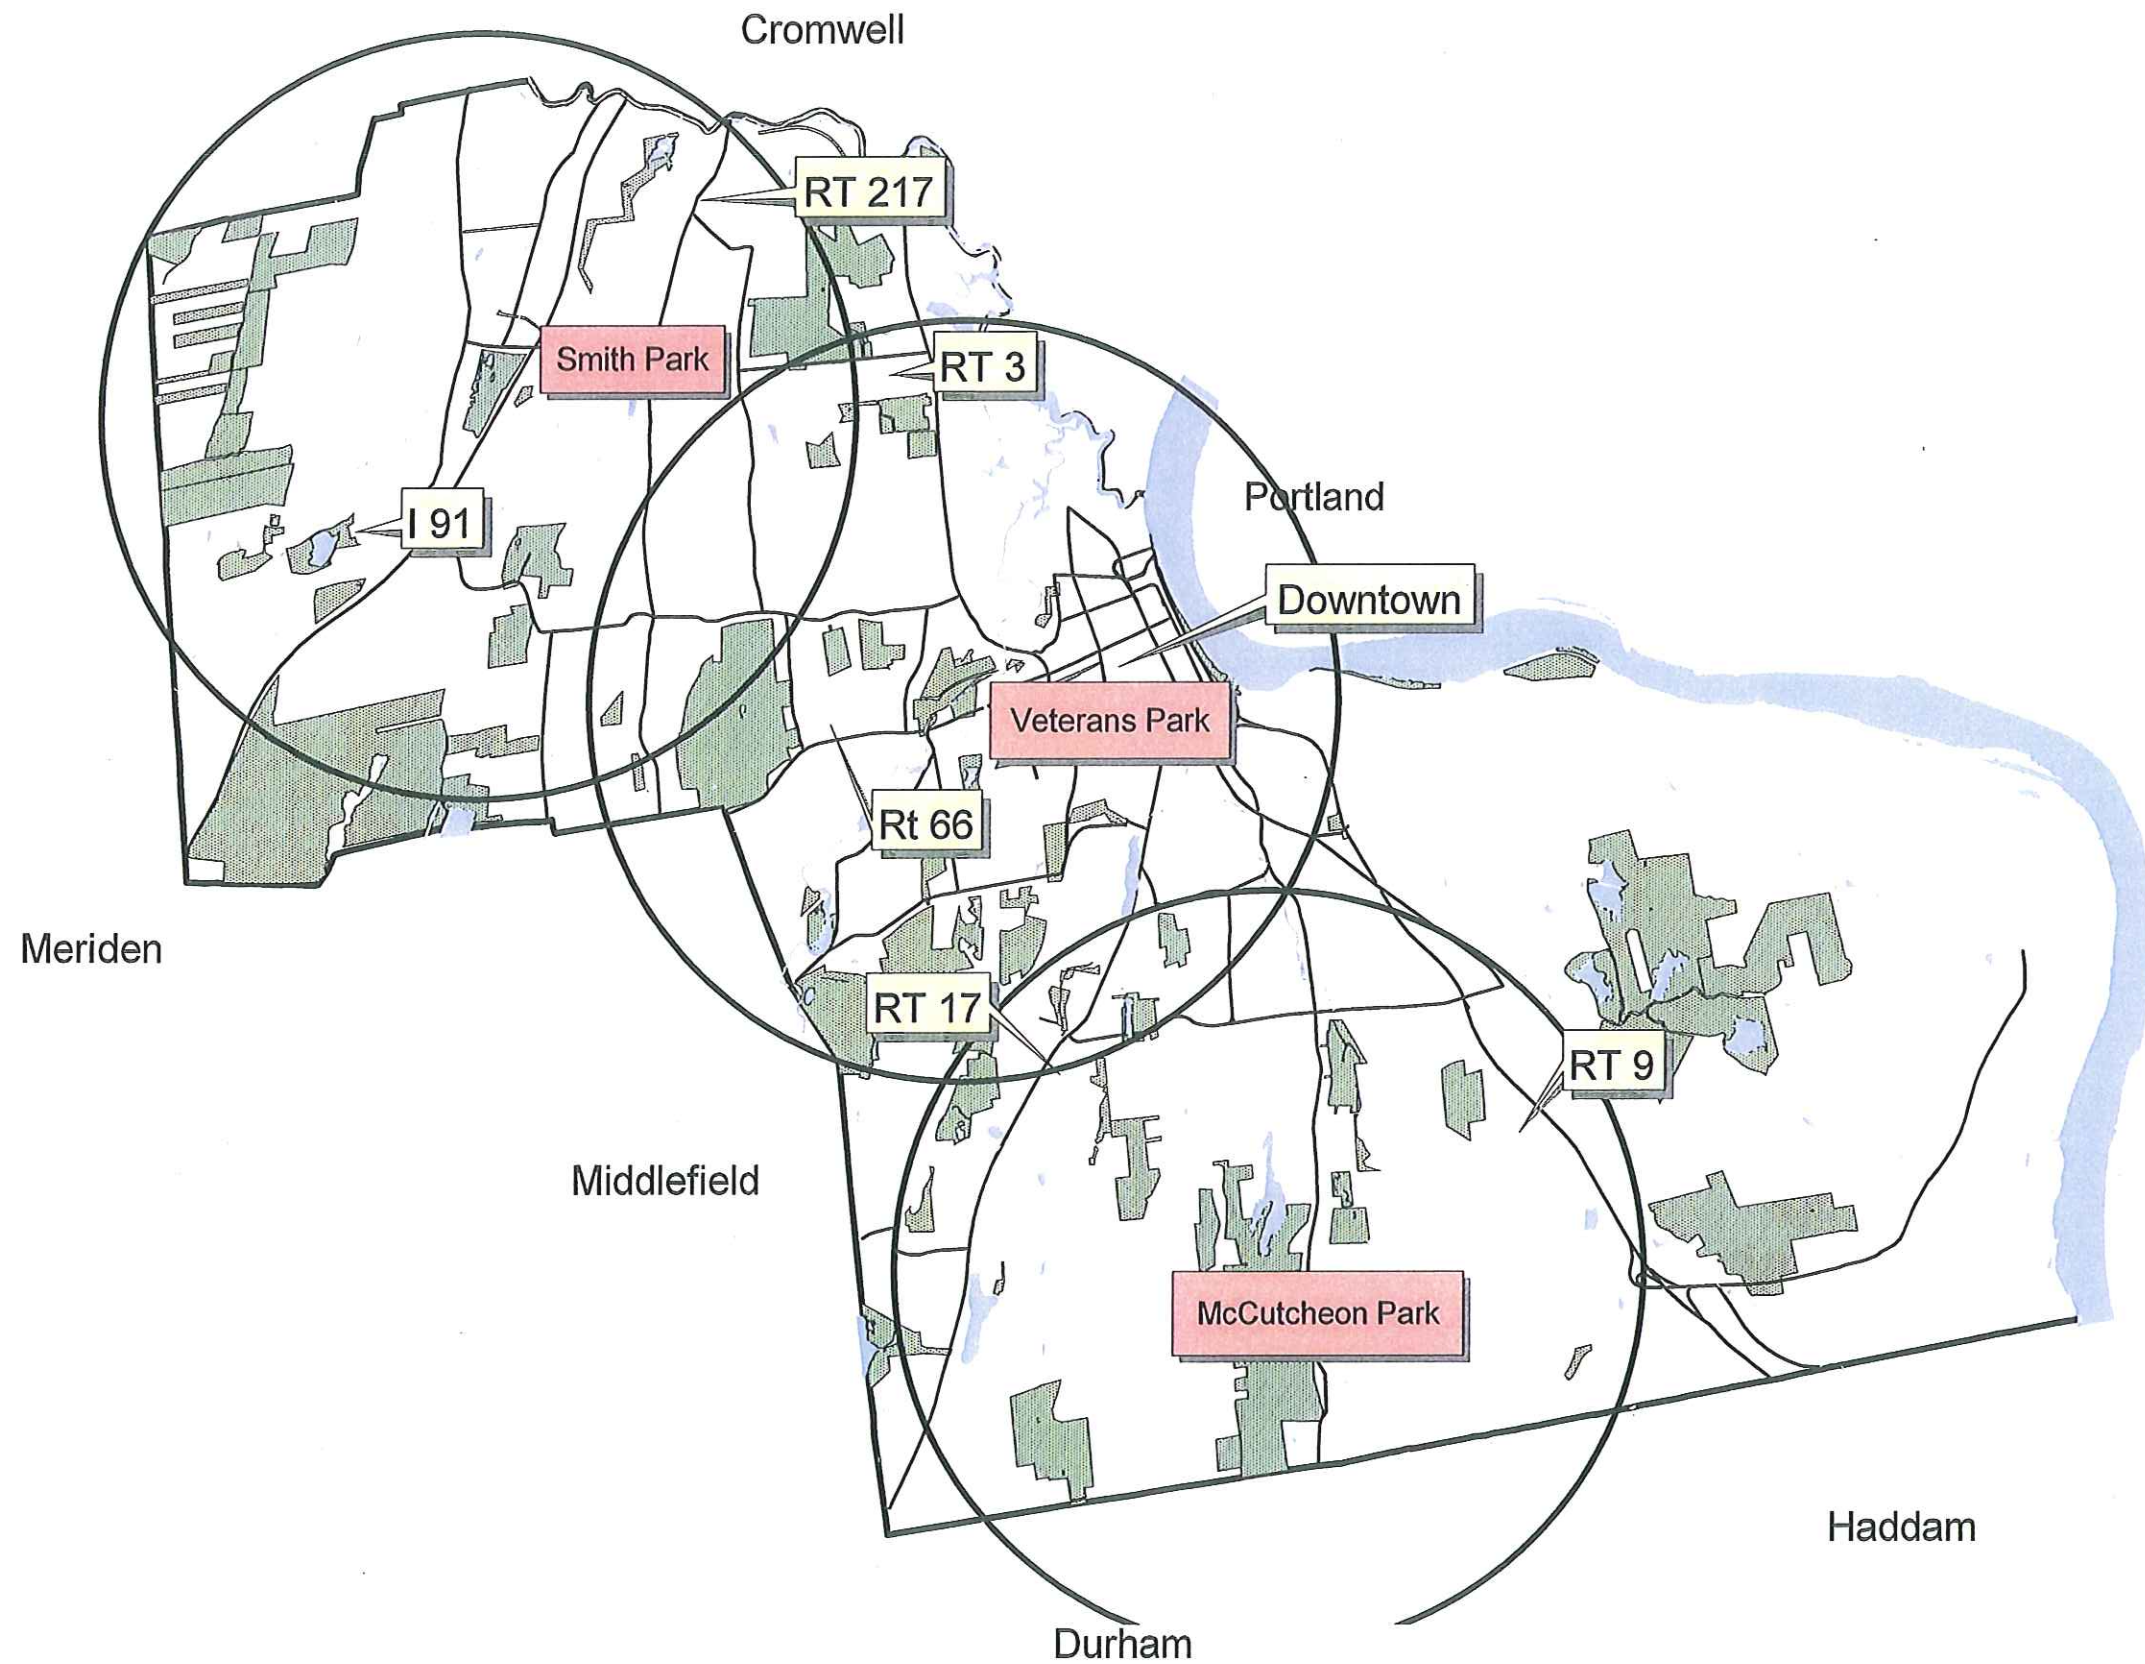 Cromwell
RT 217
Smith Park
RT 3
Portland
I 91
Downtown
Veterans Park
Rt 66
Meriden
RT 17
RT 9
Middlefield
McCutcheon Park
Haddam
Durham